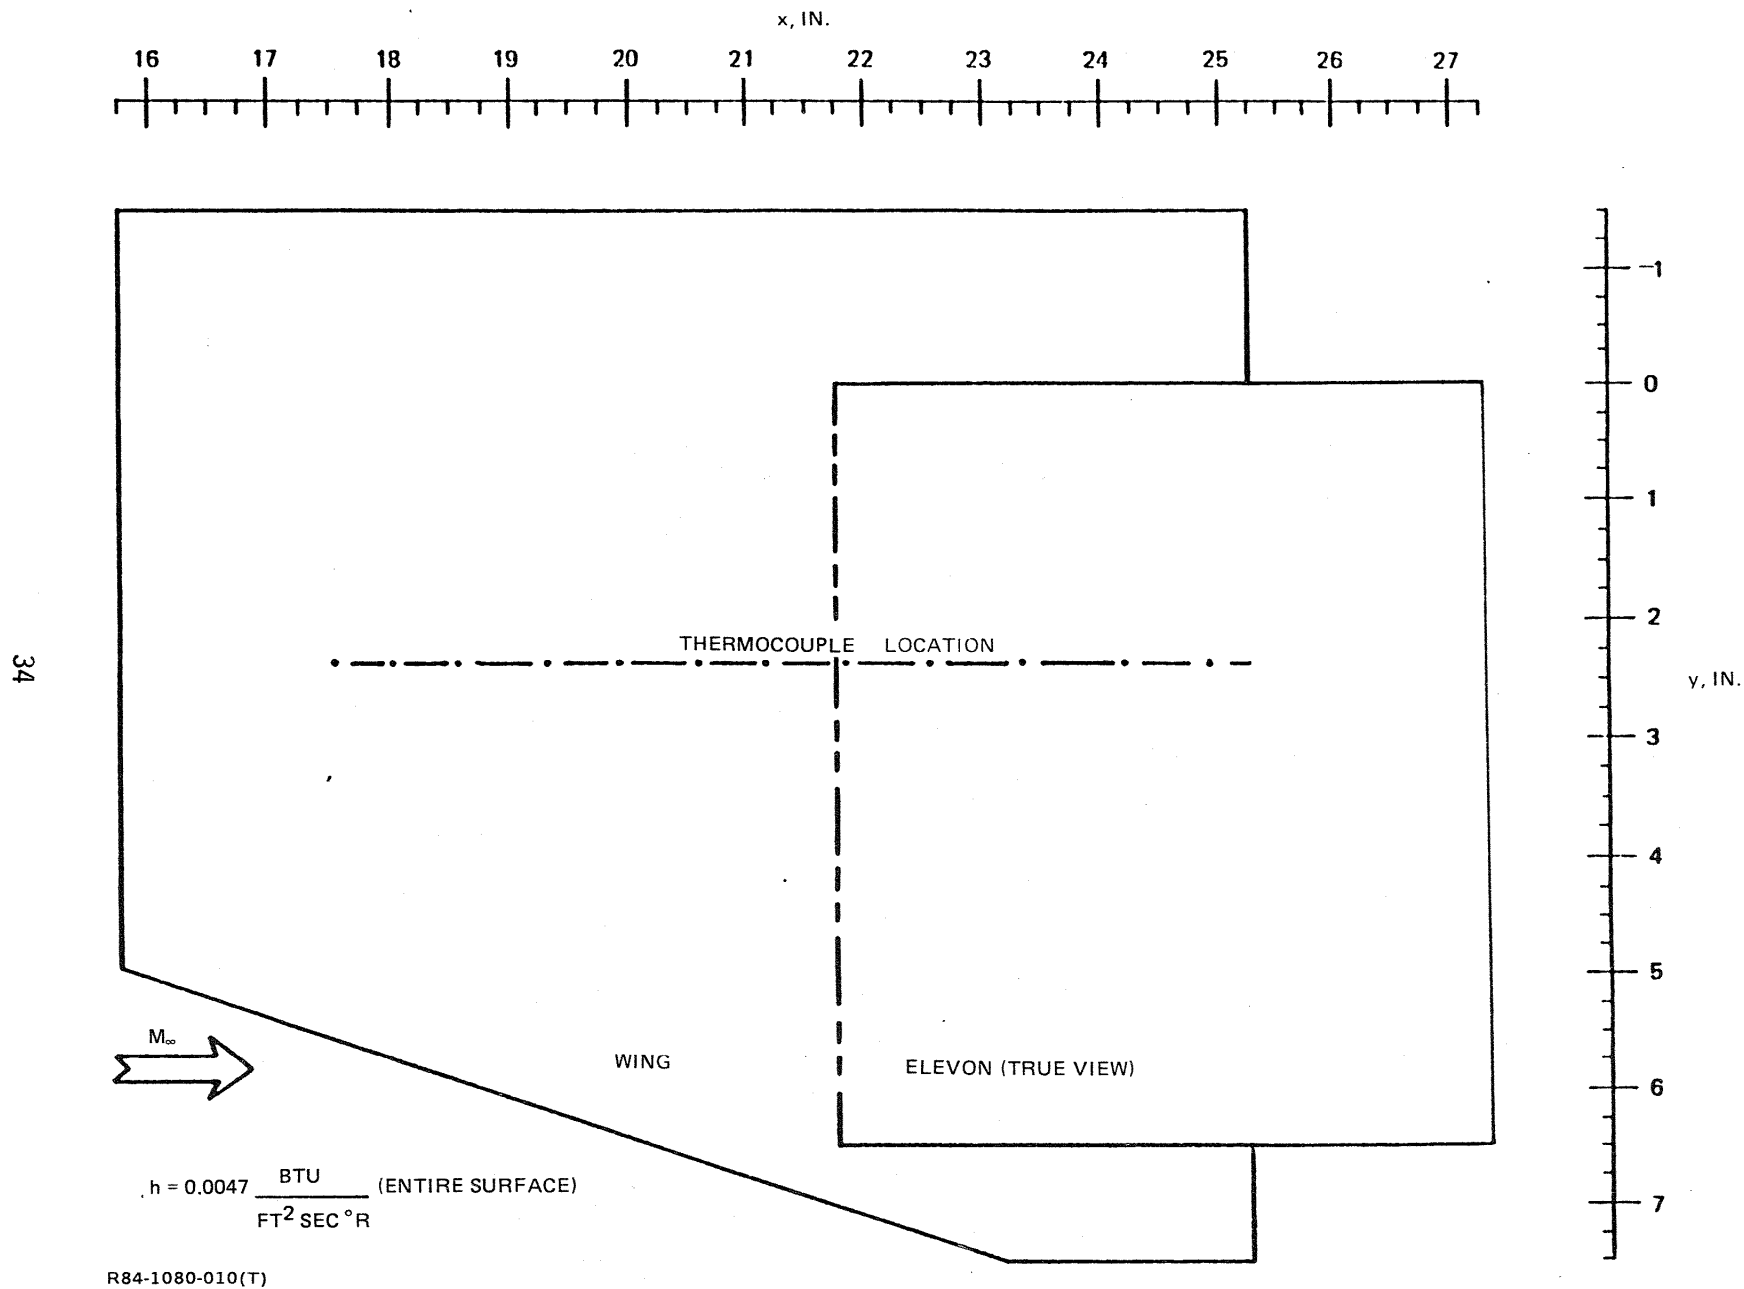 x, IN.
16 17 18 19 20 21 22 23 24 25 26 27
-1
0
1
2
THERMOCOUPLE LOCATION
34
y, IN.
3
4
5
M∞
WING
ELEVON (TRUE VIEW)
6
h = 0.0047 BTU (ENTIRE SURFACE)
FT² SEC °R
7
R84-1080-010(T)